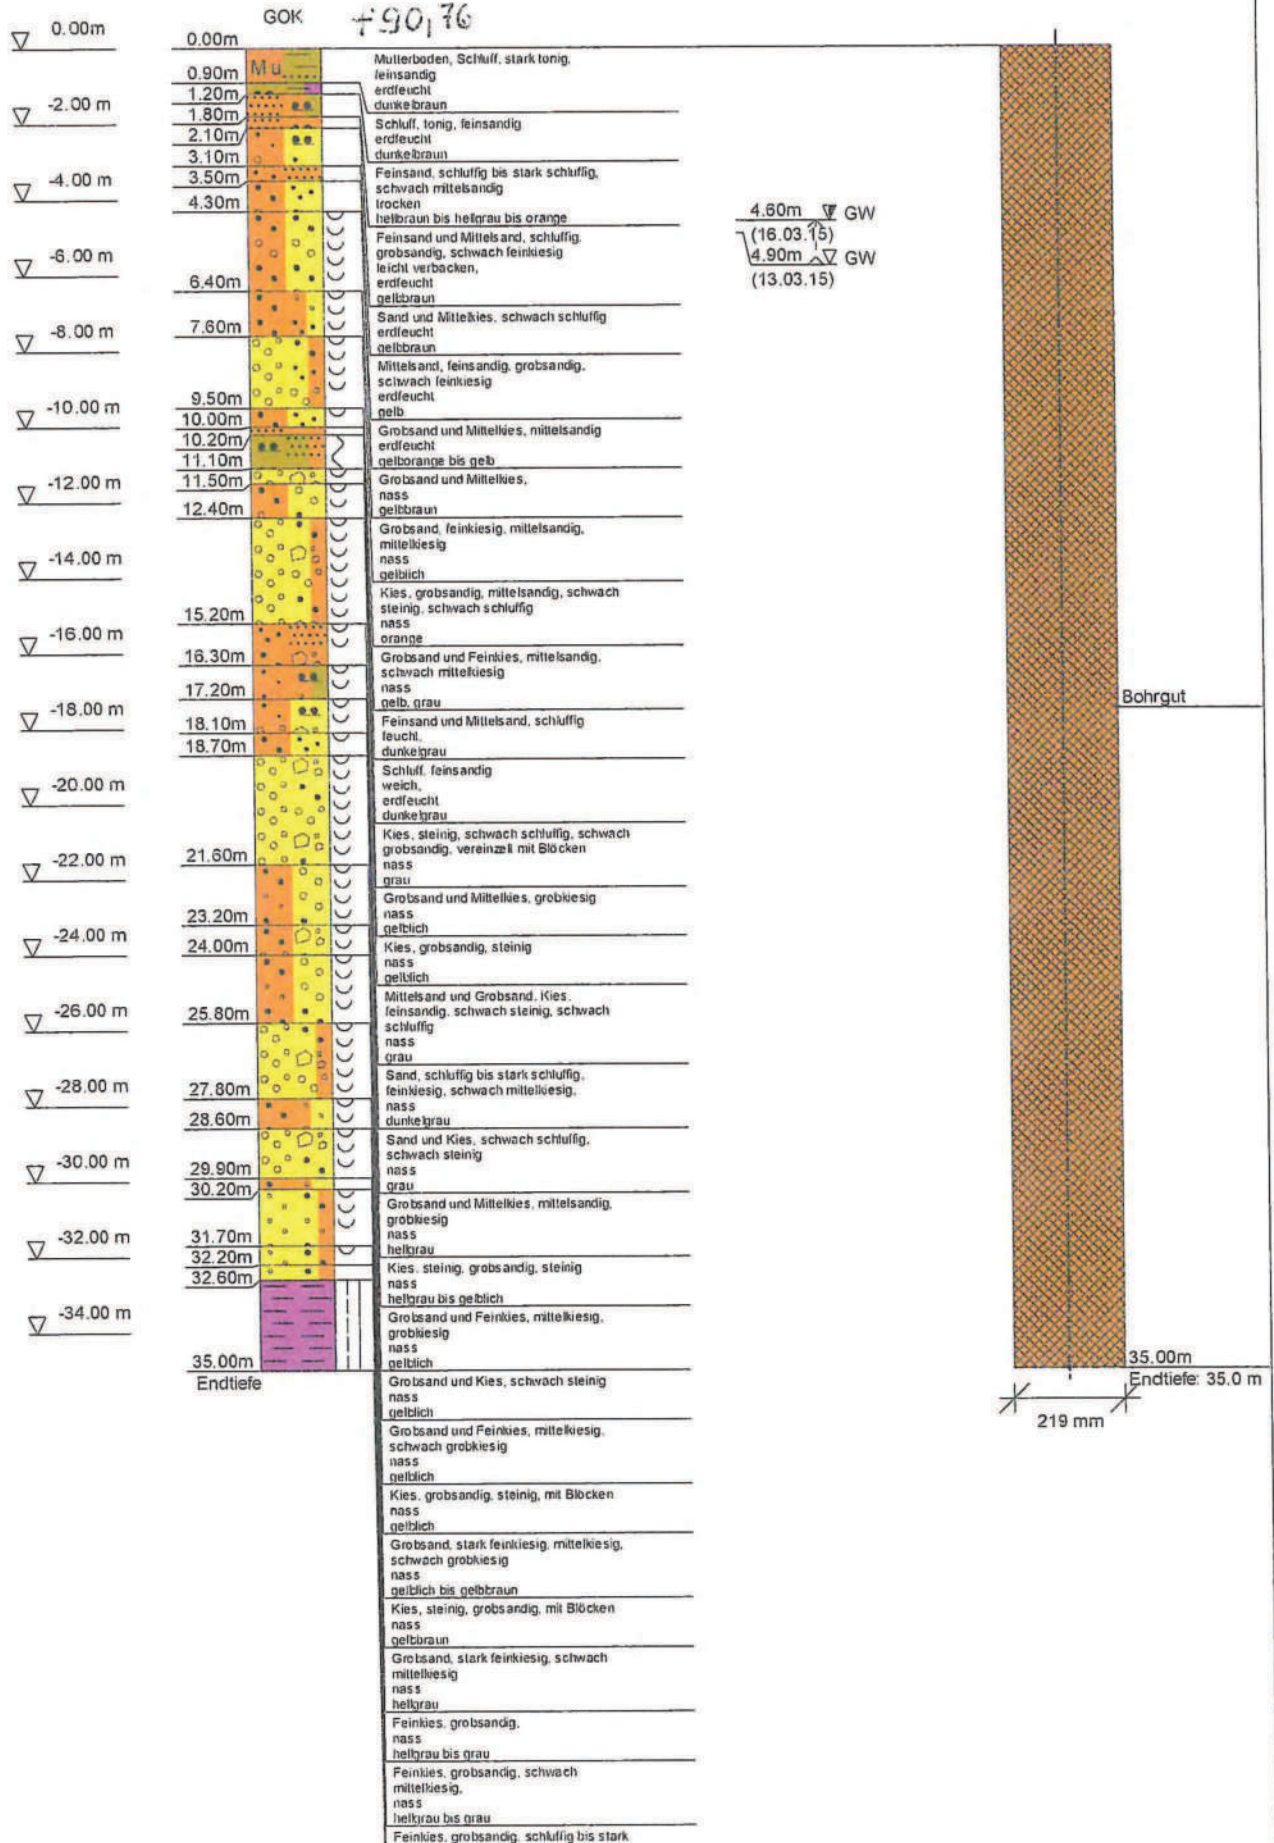 GOK
+90,76
0.00m
-2.00 m
-4.00 m
-6.00 m
-8.00 m
-10.00 m
-12.00 m
-14.00 m
-16.00 m
-18.00 m
-20.00 m
-22.00 m
-24.00 m
-26.00 m
-28.00 m
-30.00 m
-32.00 m
-34.00 m
0.00m
0.90m
1.20m
1.80m
2.10m
3.10m
3.50m
4.30m
6.40m
7.60m
9.50m
10.00m
10.20m
11.10m
11.50m
12.40m
15.20m
16.30m
17.20m
18.10m
18.70m
21.60m
23.20m
24.00m
25.80m
27.80m
28.60m
29.90m
30.20m
31.70m
32.20m
32.60m
35.00m
Endtiefe
Mu
Mutterboden, Schluff, stark tonig,
feinsandig
erdfeucht
dunkelbraun
Schluff, tonig, feinsandig
erdfeucht
dunkelbraun
Feinsand, schluffig bis stark schluffig,
schwach mittelsandig
trocken
hellbraun bis hellgrau bis orange
Feinsand und Mittelsand, schluffig,
grobsandig, schwach feinkiesig
leicht verbacken,
erdfeucht
gelbbraun
Sand und Mittelkies, schwach schluffig
erdfeucht
gelbbraun
Mittelsand, feinsandig, grobsandig,
schwach feinkiesig
erdfeucht
gelb
Grobsand und Mittelkies, mittelsandig
erdfeucht
gelborange bis gelb
Grobsand und Mittelkies,
nass
gelbbraun
Grobsand, feinkiesig, mittelsandig,
mittelkiesig
nass
gelblich
Kies, grobsandig, mittelsandig, schwach
steinig, schwach schluffig
nass
orange
Grobsand und Feinkies, mittelsandig,
schwach mittelkiesig
nass
gelb, grau
Feinsand und Mittelsand, schluffig
feucht,
dunkelgrau
Schluff, feinsandig
weich,
erdfeucht
dunkelgrau
Kies, steinig, schwach schluffig, schwach
grobsandig, vereinzelt mit Blöcken
nass
grau
Grobsand und Mittelkies, grobkiesig
nass
gelblich
Kies, grobsandig, steinig
nass
gelblich
Mittelsand und Grobsand, Kies,
feinsandig, schwach steinig, schwach
schluffig
nass
grau
Sand, schluffig bis stark schluffig,
feinkiesig, schwach mittelkiesig,
nass
dunkelgrau
Sand und Kies, schwach schluffig,
schwach steinig
nass
grau
Grobsand und Mittelkies, mittelsandig,
grobkiesig
nass
hellgrau
Kies, steinig, grobsandig, steinig
nass
hellgrau bis gelblich
Grobsand und Feinkies, mittelkiesig,
grobkiesig
nass
gelblich
Grobsand und Kies, schwach steinig
nass
gelblich
Grobsand und Feinkies, mittelkiesig,
schwach grobkiesig
nass
gelblich
Kies, grobsandig, steinig, mit Blöcken
nass
gelblich
Grobsand, stark feinkiesig, mittelkiesig,
schwach grobkiesig
nass
gelblich bis gelbbraun
Kies, steinig, grobsandig, mit Blöcken
nass
gelbbraun
Grobsand, stark feinkiesig, schwach
mittelkiesig
nass
hellgrau
Feinkies, grobsandig,
nass
hellgrau bis grau
Feinkies, grobsandig, schwach
mittelkiesig,
nass
hellgrau bis grau
Feinkies, grobsandig, schluffig bis stark
4.60m GW
(16.03.15)
4.90m GW
(13.03.15)
Bohrgut
35.00m
Endtiefe: 35.0 m
219 mm